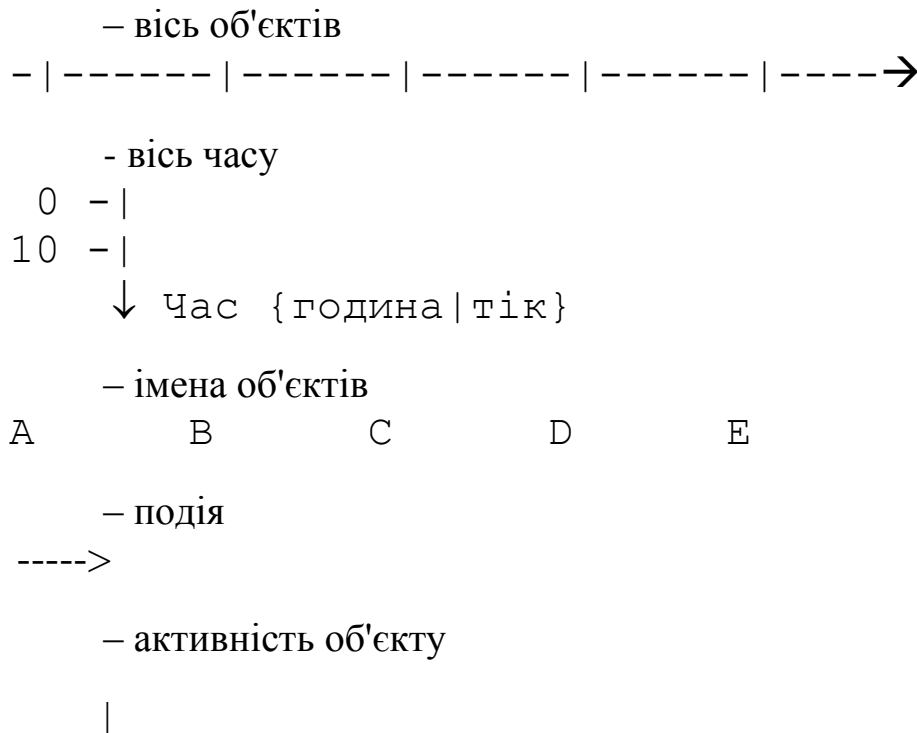 – вісь об'єктів
-|------|------|------|------|----→
- вісь часу
0 -|
10 -|
↓ Час {година|тік}
– імена об'єктів
A B C D E
– подія
----->
– активність об'єкту
|